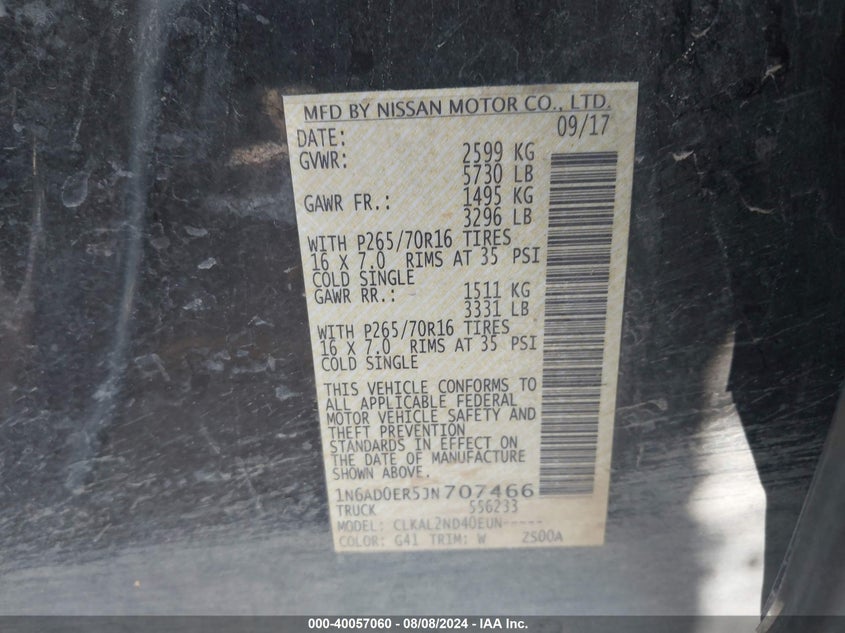 MFD BY NISSAN MOTOR CO., LTD.
DATE: 09/17
GVWR: 2599 KG
5730 LB
GAWR FR.: 1495 KG
3296 LB
WITH P265/70R16 TIRES
16 X 7.0 RIMS AT 35 PSI
COLD SINGLE
GAWR RR.: 1511 KG
3331 LB
WITH P265/70R16 TIRES
16 X 7.0 RIMS AT 35 PSI
COLD SINGLE
THIS VEHICLE CONFORMS TO
ALL APPLICABLE FEDERAL
MOTOR VEHICLE SAFETY AND
THEFT PREVENTION
STANDARDS IN EFFECT ON
THE DATE OF MANUFACTURE
SHOWN ABOVE.
1N6AD0ER5JN707466
TRUCK 556233
MODEL: CLKAL2ND40EUN-----
COLOR: G41 TRIM: W 2S00A
000-40057060 - 08/08/2024 - IAA Inc.